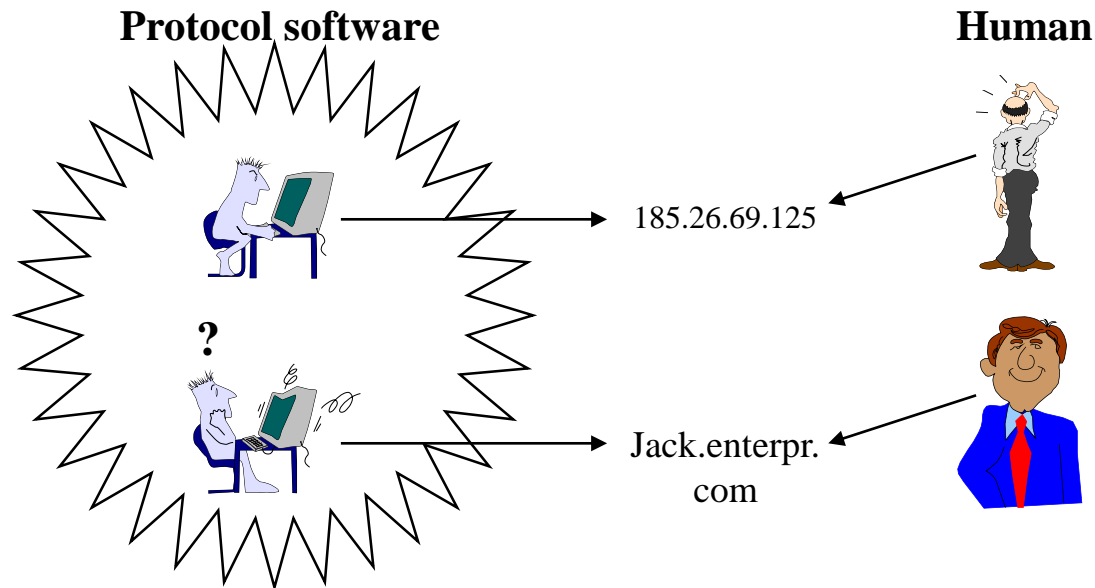 Protocol software
Human
185.26.69.125
?
Jack.enterpr.
com